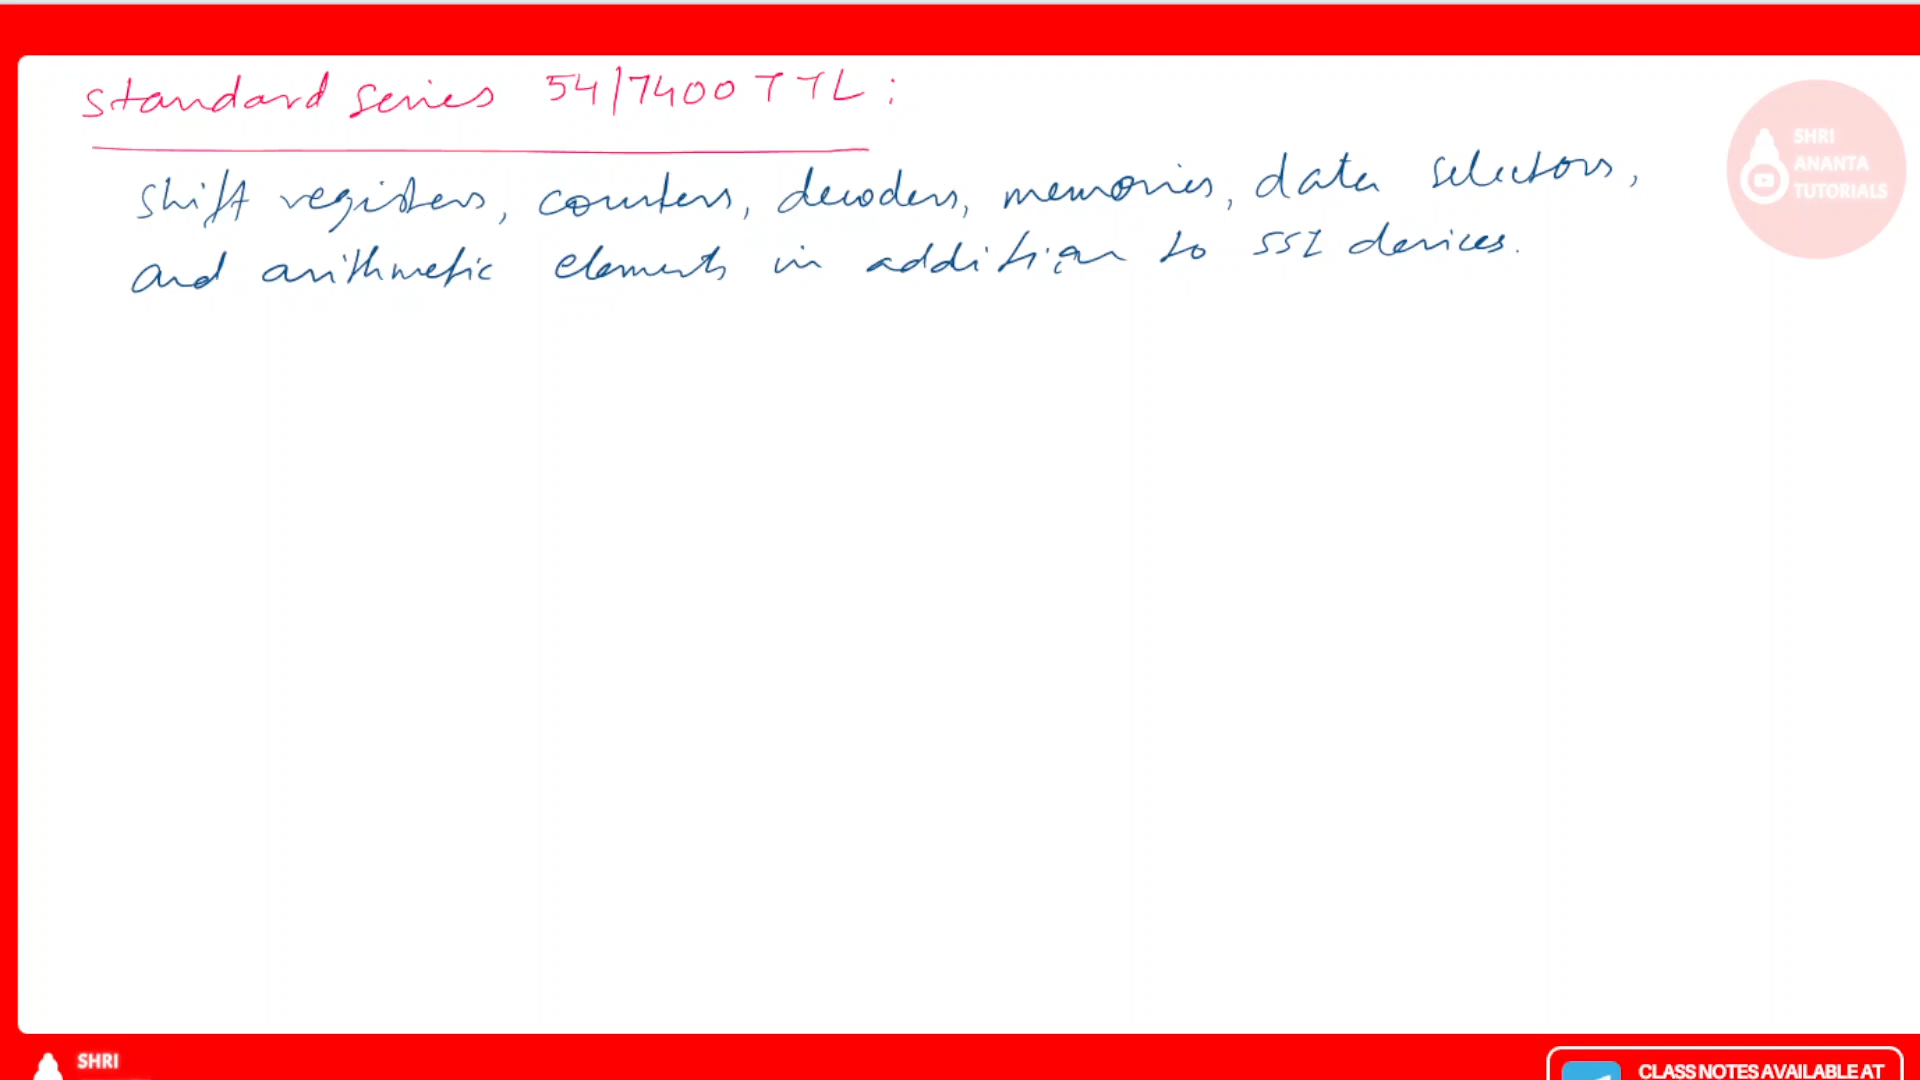 Standard series 54/7400 TTL :
SHRI
ANANTA
TUTORIALS
Shift registers, counters, decoders, memories, data selectors,
and arithmetic elements in addition to SSI devices.
SHRI
CLASS NOTES AVAILABLE AT